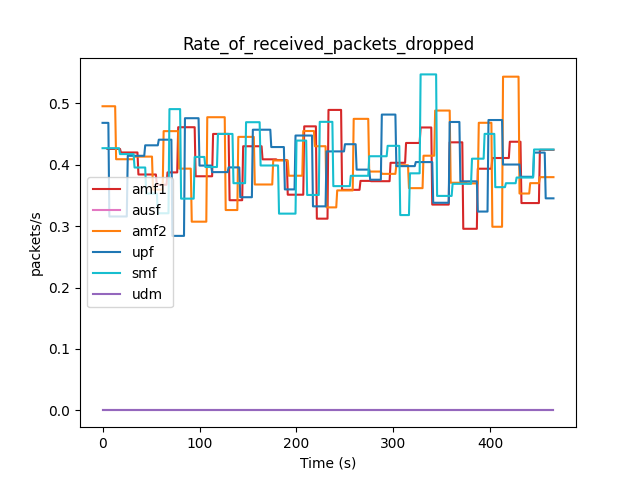 Rate_of_received_packets_dropped
packets/s
0.5
0.4
0.3
0.2
0.1
0.0
amf1
ausf
amf2
upf
smf
udm
0 100 200 300 400
Time (s)